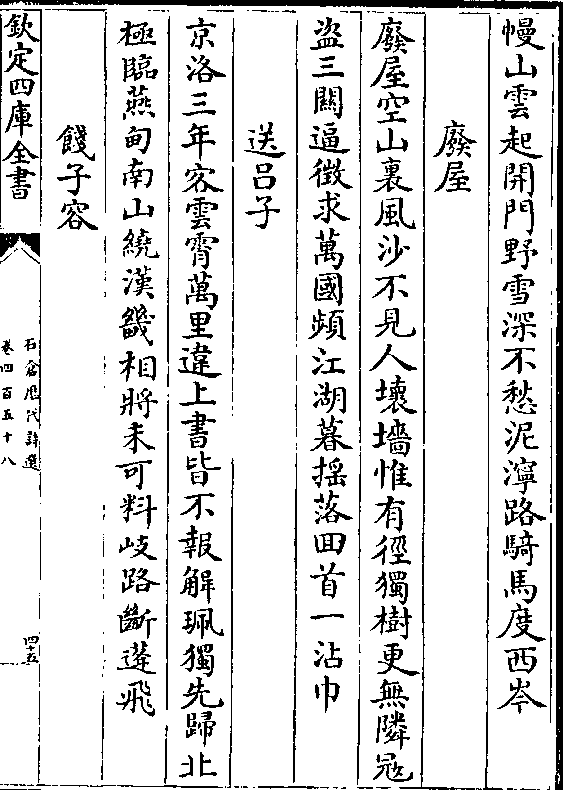 幔山雲起開門野雪深不愁泥濘路騎馬度西岑
廢屋
廢屋空山裏風沙不見人壞墻惟有徑獨樹更無隣冦
盜三關逼徴求萬國頻江湖暮揺落回首一沾巾
送吕子
京洛三年客雲霄萬里違上書皆不報解珮獨先歸北
極臨燕甸南山繞漢畿相將未可料岐路斷蓬飛
餞子容
欽定四庫全書
石倉歴代詩選
卷四百五十八
四十五